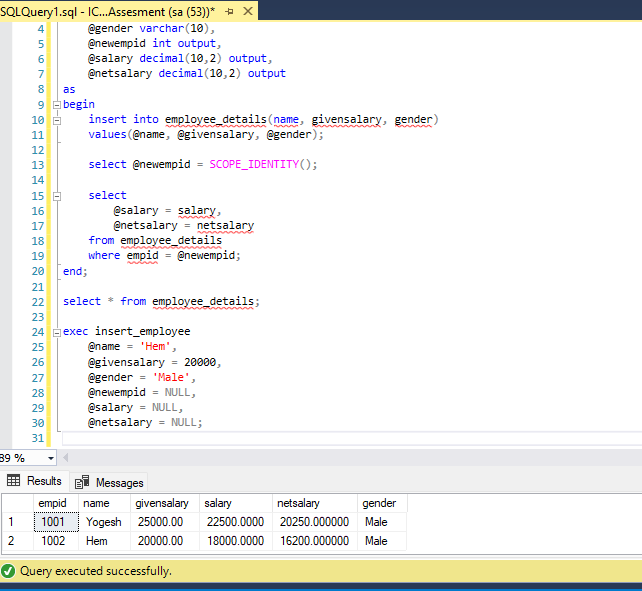 SQLQuery1.sql - IC...Assesment (sa (53))*
4 @gender varchar(10),
5 @newempid int output,
6 @salary decimal(10,2) output,
7 @netsalary decimal(10,2) output
8 as
9 begin
10 insert into employee_details(name, givensalary, gender)
11 values(@name, @givensalary, @gender);
12
13 select @newempid = SCOPE_IDENTITY();
14
15 select
16 @salary = salary,
17 @netsalary = netsalary
18 from employee_details
19 where empid = @newempid;
20 end;
21
22 select * from employee_details;
23
24 exec insert_employee
25 @name = 'Hem',
26 @givensalary = 20000,
27 @gender = 'Male',
28 @newempid = NULL,
29 @salary = NULL,
30 @netsalary = NULL;
31
89 %
Results Messages
empid name givensalary salary netsalary gender
1 1001 Yogesh 25000.00 22500.0000 20250.000000 Male
2 1002 Hem 20000.00 18000.0000 16200.000000 Male
Query executed successfully.